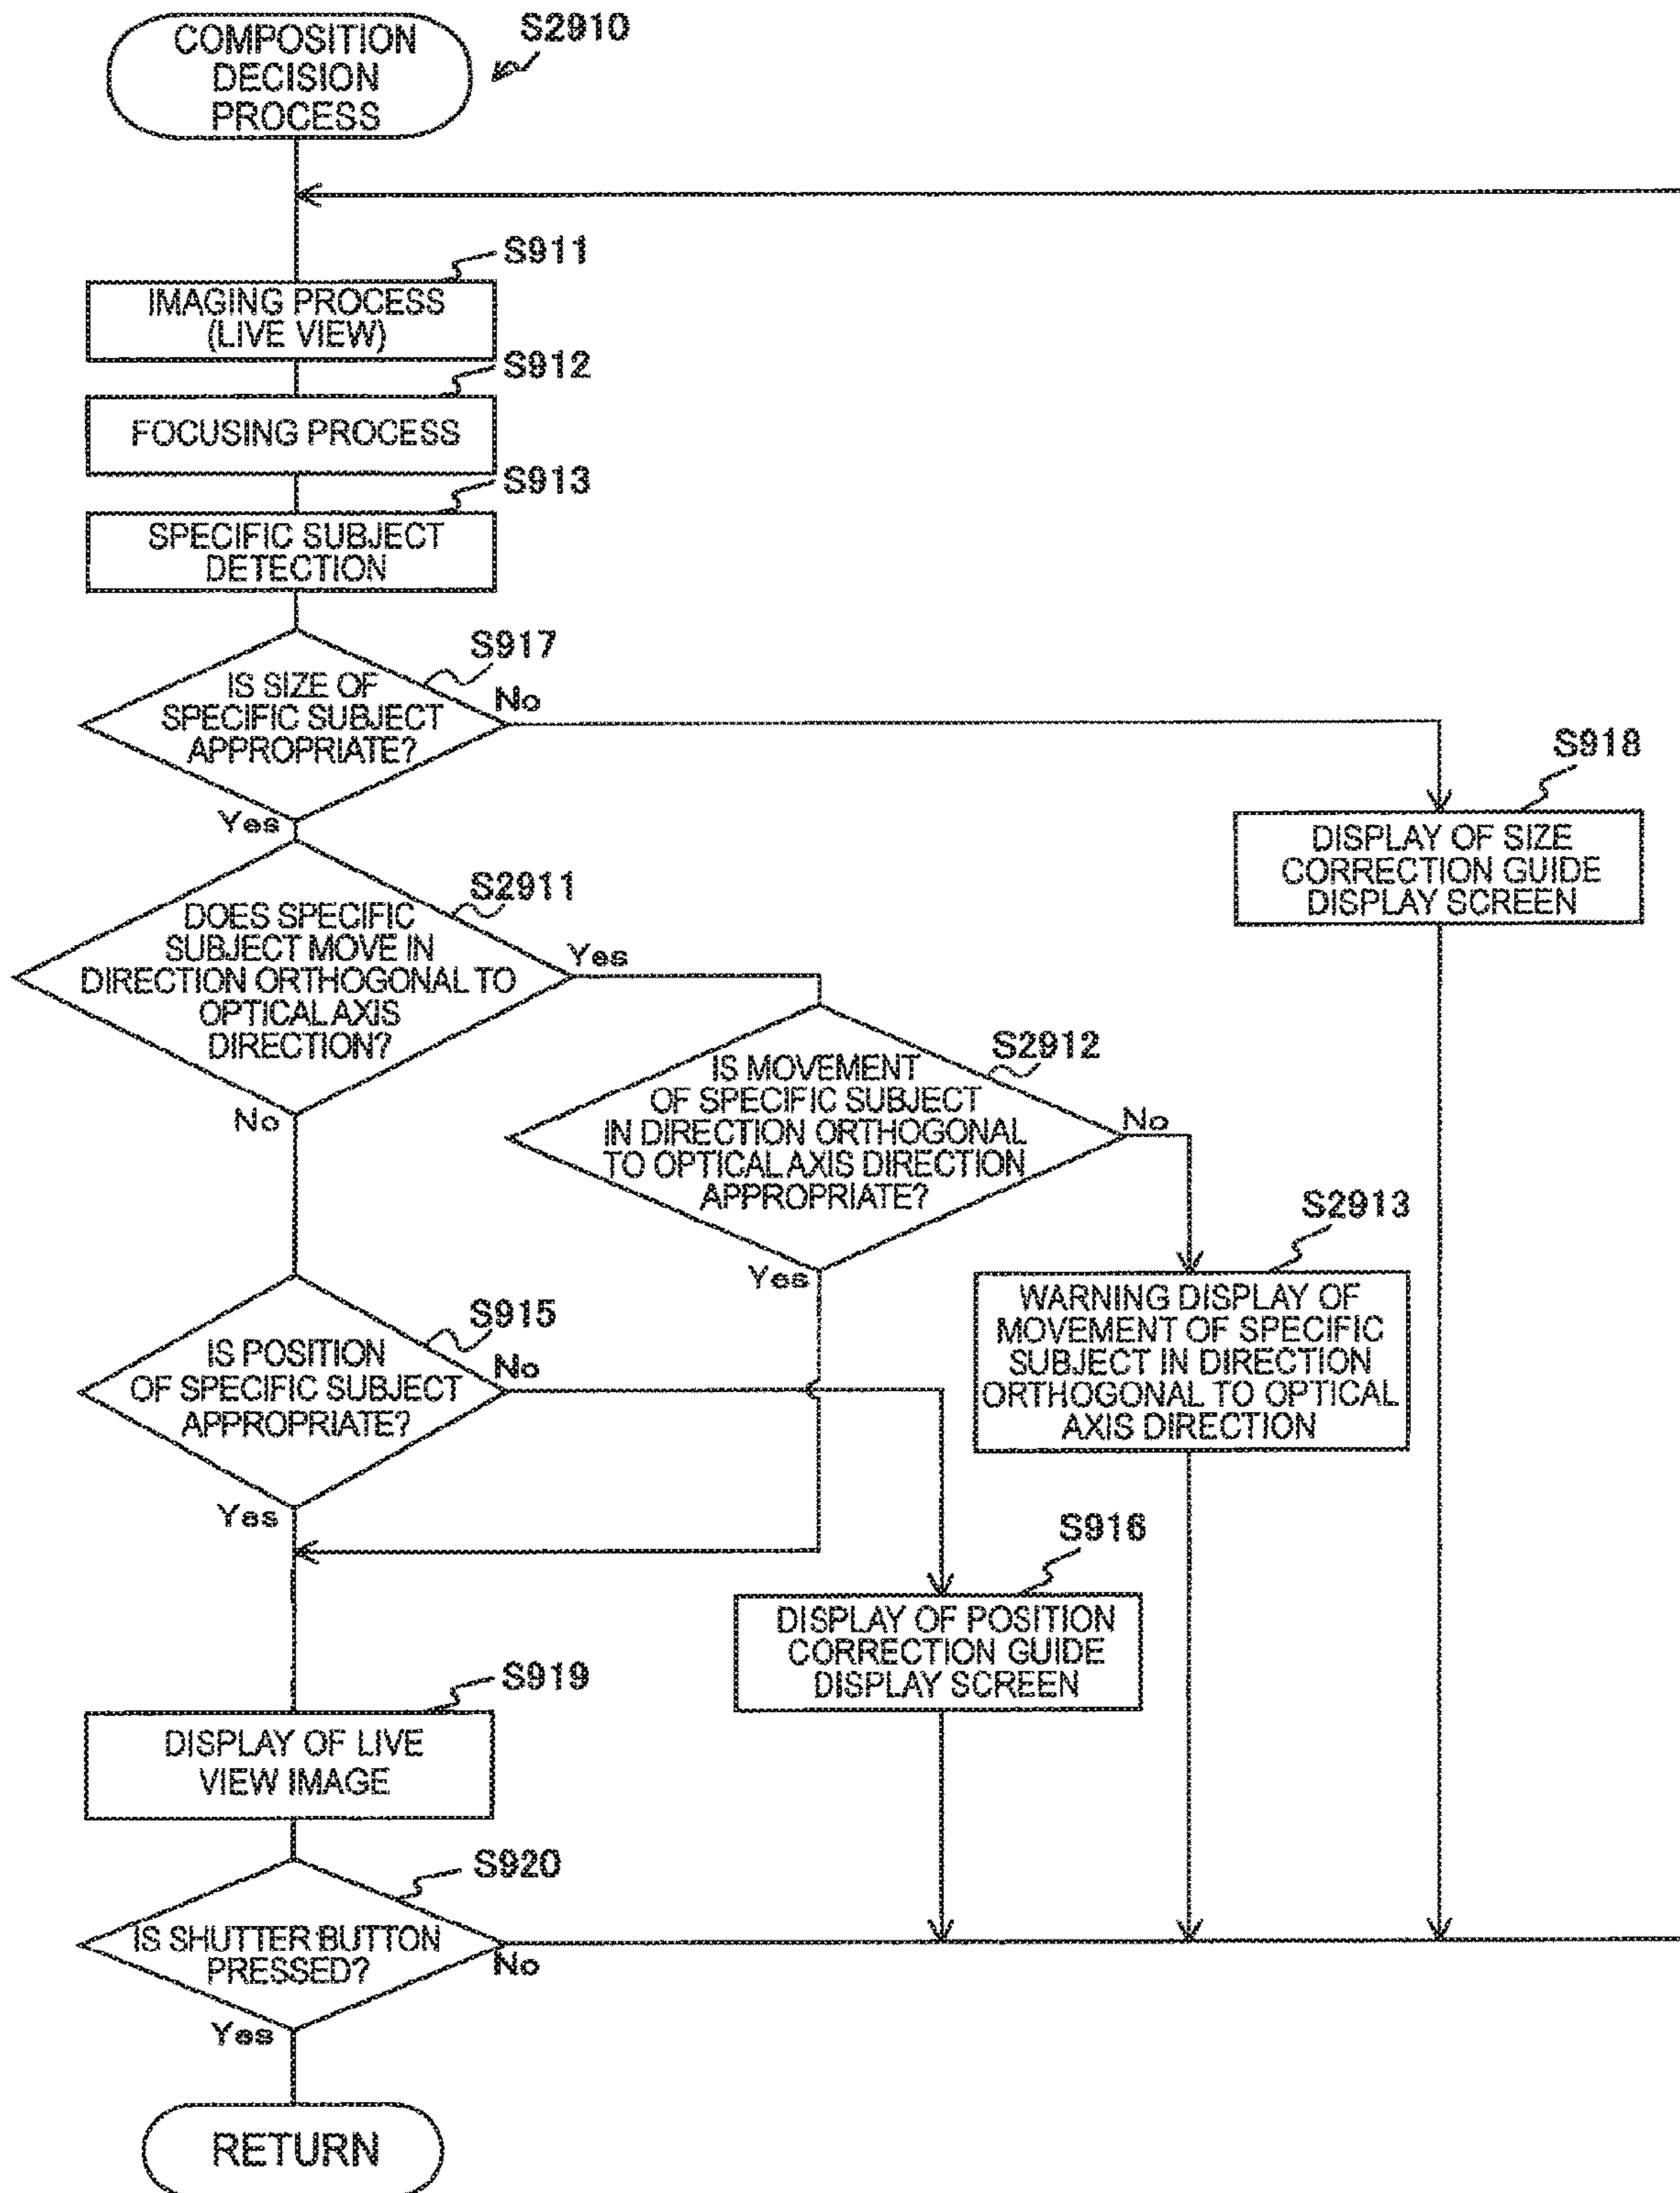 COMPOSITION
DECISION
PROCESS
S2910
S911
IMAGING PROCESS
(LIVE VIEW)
S912
FOCUSING PROCESS
S913
SPECIFIC SUBJECT
DETECTION
S917
IS SIZE OF
SPECIFIC SUBJECT
APPROPRIATE?
No
Yes
S918
DISPLAY OF SIZE
CORRECTION GUIDE
DISPLAY SCREEN
S2911
DOES SPECIFIC
SUBJECT MOVE IN
DIRECTION ORTHOGONAL TO
OPTICAL AXIS
DIRECTION?
Yes
No
S2912
IS MOVEMENT
OF SPECIFIC SUBJECT
IN DIRECTION ORTHOGONAL
TO OPTICAL AXIS DIRECTION
APPROPRIATE?
No
Yes
S2913
WARNING DISPLAY OF
MOVEMENT OF SPECIFIC
SUBJECT IN DIRECTION
ORTHOGONAL TO OPTICAL
AXIS DIRECTION
S915
IS POSITION
OF SPECIFIC SUBJECT
APPROPRIATE?
No
Yes
S916
DISPLAY OF POSITION
CORRECTION GUIDE
DISPLAY SCREEN
S919
DISPLAY OF LIVE
VIEW IMAGE
S920
IS SHUTTER BUTTON
PRESSED?
No
Yes
RETURN